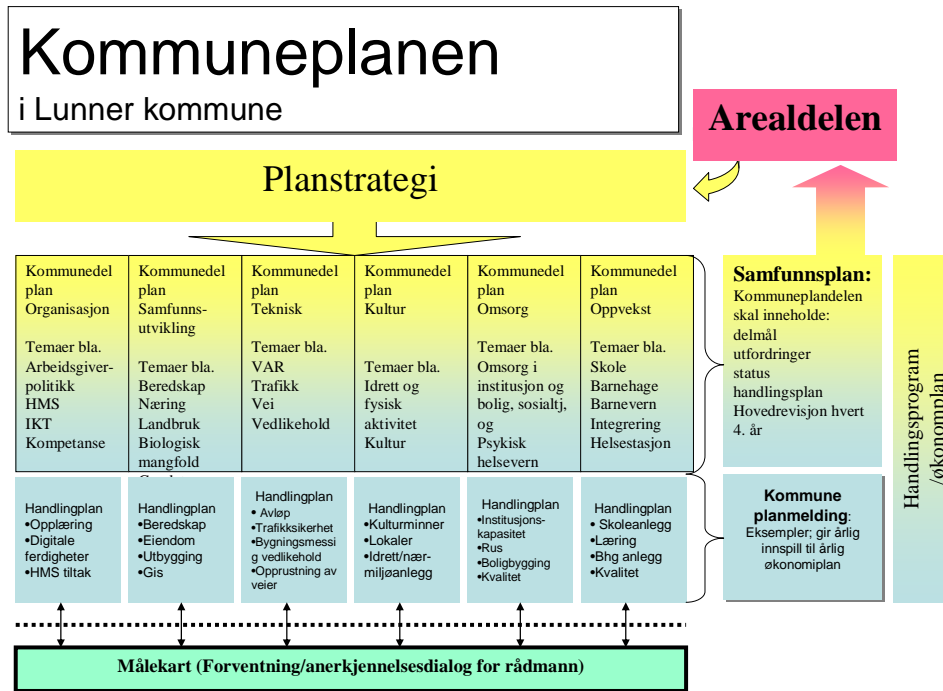 Kommuneplanen
i Lunner kommune
Arealdelen
Planstrategi
Kommunedel
plan
Organisasjon
Temaer bla.
Arbeidsgiver-
politikk
HMS
IKT
Kompetanse
Kommunedel
plan
Samfunns-
utvikling
Temaer bla.
Beredskap
Næring
Landbruk
Biologisk
mangfold
Kommunedel
plan
Teknisk
Temaer bla.
VAR
Trafikk
Vei
Vedlikehold
Kommunedel
plan
Kultur
Temaer bla.
Idrett og
fysisk
aktivitet
Kultur
Kommunedel
plan
Omsorg
Temaer bla.
Omsorg i
institusjon og
bolig, sosialtj,
og
Psykisk
helsevern
Kommunedel
plan
Oppvekst
Temaer bla.
Skole
Barnehage
Barnevern
Integrering
Helsestasjon
Samfunnsplan:
Kommuneplandelen
skal inneholde:
delmål
utfordringer
status
handlingsplan
Hovedrevisjon hvert
4. år
Handlingsprogram
/økonomplan
Handlingplan
•Opplæring
•Digitale
ferdigheter
•HMS tiltak
Handlingplan
•Beredskap
•Eiendom
•Utbygging
•Gis
Handlingplan
• Avløp
•Trafikksikerhet
•Bygningsmessi
g vedlikehold
•Opprustning av
veier
Handlingplan
•Kulturminner
•Lokaler
•Idrett/nær-
miljøanlegg
Handlingplan
•Institusjons-
kapasitet
•Rus
•Boligbygging
•Kvalitet
Handlingplan
• Skoleanlegg
•Læring
•Bhg anlegg
•Kvalitet
Kommune
planmelding:
Eksempler; gir årlig
innspill til årlig
økonomiplan
Målekart (Forventning/anerkjennelsesdialog for rådmann)